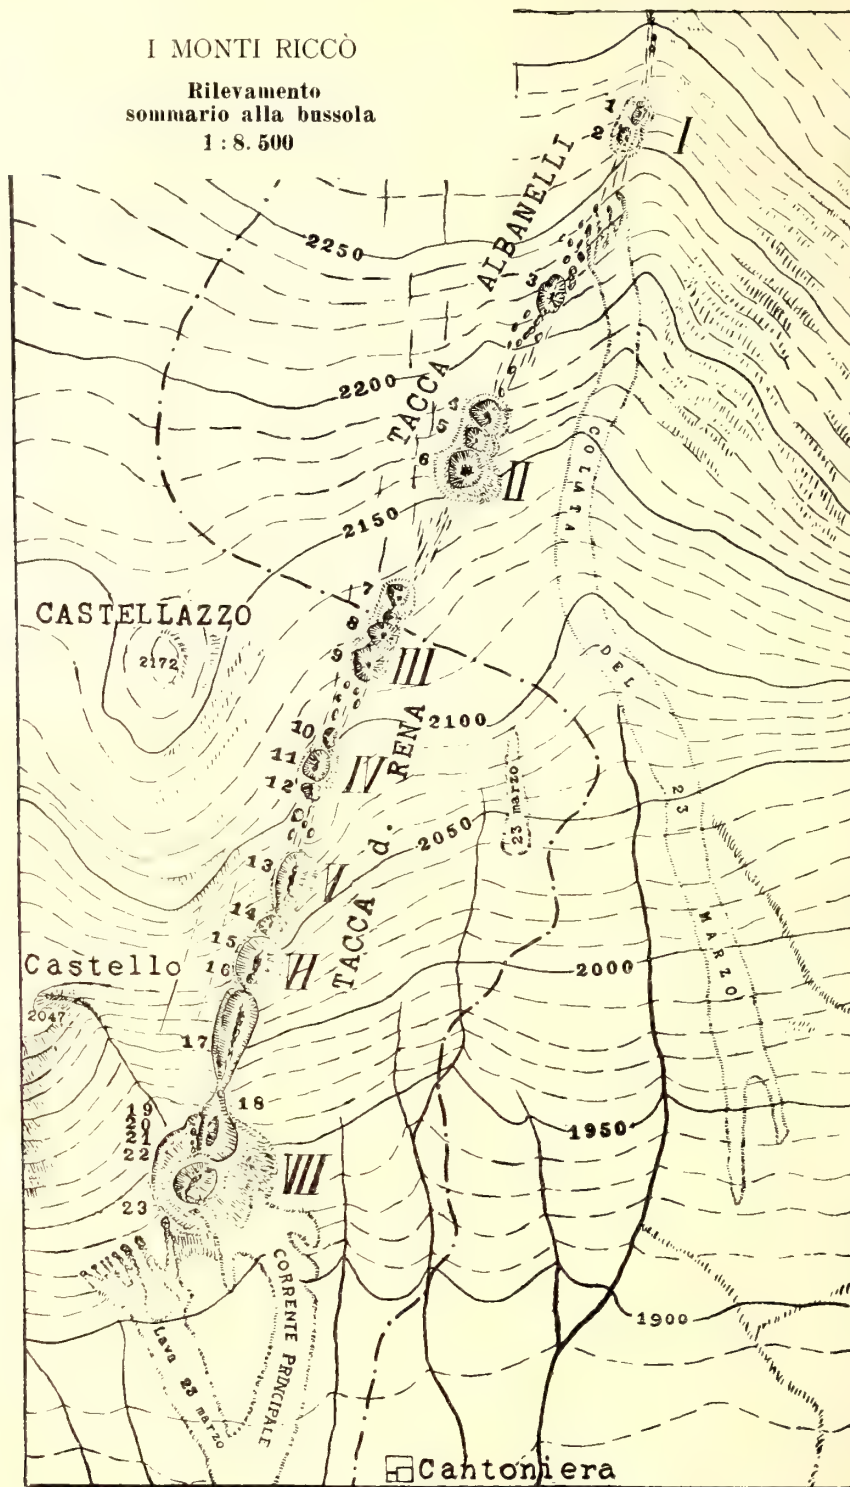 I MONTI RICCÒ
Rilevamento
sommario alla bussola
1 : 8. 500
1
2
I
ALBANELLI
2250
3
TACCA
2200
5
6
II
COLATA
2150
7
CASTELLAZZO
8
2172
9
III
DEL
2100
10
RENA
11
IV
12
23 marzo
23
2050
d.
13
V
14
TACCA
MARZO
15
16
VI
Castello
2000
2047
17
18
19
20
21
22
1950
VII
23
CORRENTE PRINCIPALE
1900
Lava 23 marzo
Cantoniera